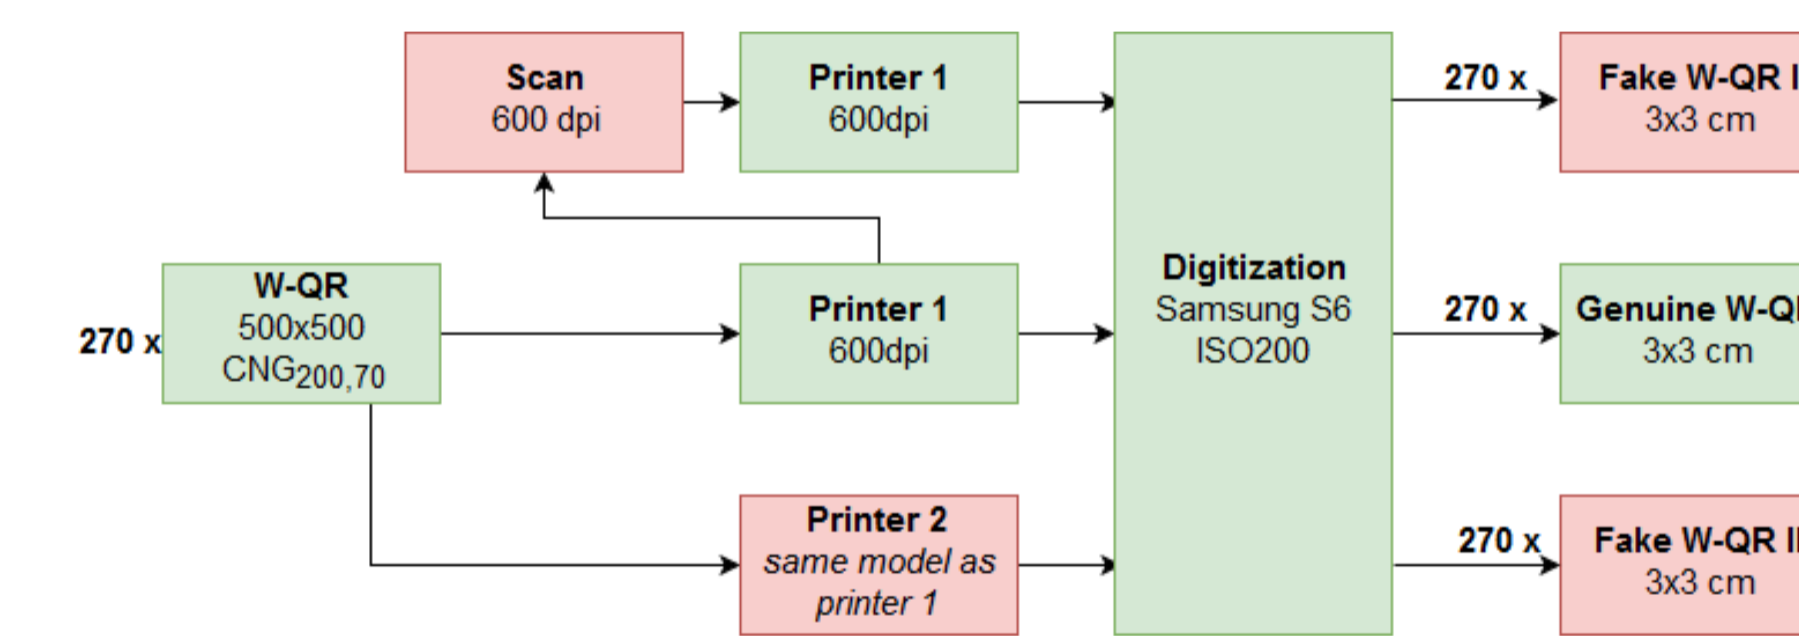 Scan
600 dpi
Printer 1
600dpi
270 x
Fake W-QR I
3x3 cm
270 x
W-QR
500x500
CNG200,70
Printer 1
600dpi
Digitization
Samsung S6
ISO200
270 x
Genuine W-Q
3x3 cm
Printer 2
same model as
printer 1
270 x
Fake W-QR I
3x3 cm